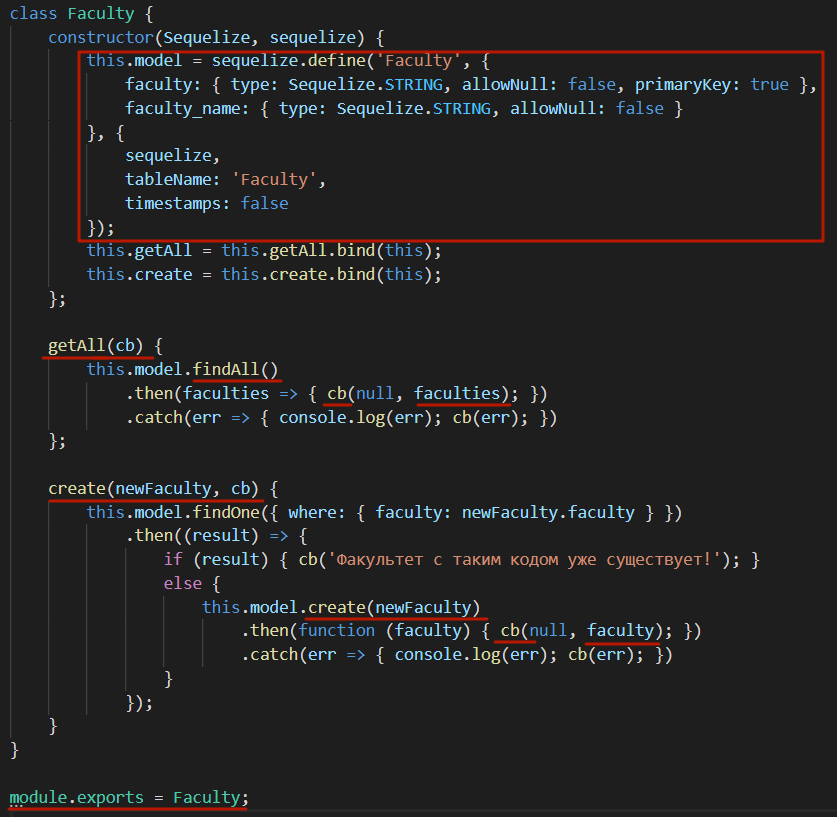 class Faculty {
    constructor(Sequelize, sequelize) {
        this.model = sequelize.define('Faculty', {
            faculty: { type: Sequelize.STRING, allowNull: false, primaryKey: true },
            faculty_name: { type: Sequelize.STRING, allowNull: false }
        }, {
            sequelize,
            tableName: 'Faculty',
            timestamps: false
        });
        this.getAll = this.getAll.bind(this);
        this.create = this.create.bind(this);
    };

    getAll(cb) {
        this.model.findAll()
            .then(faculties => { cb(null, faculties); })
            .catch(err => { console.log(err); cb(err); })
    };

    create(newFaculty, cb) {
        this.model.findOne({ where: { faculty: newFaculty.faculty } })
            .then((result) => {
                if (result) { cb('Факультет с таким кодом уже существует!'); }
                else {
                    this.model.create(newFaculty)
                        .then(function (faculty) { cb(null, faculty); })
                        .catch(err => { console.log(err); cb(err); })
                }
            });
    }
}

module.exports = Faculty;